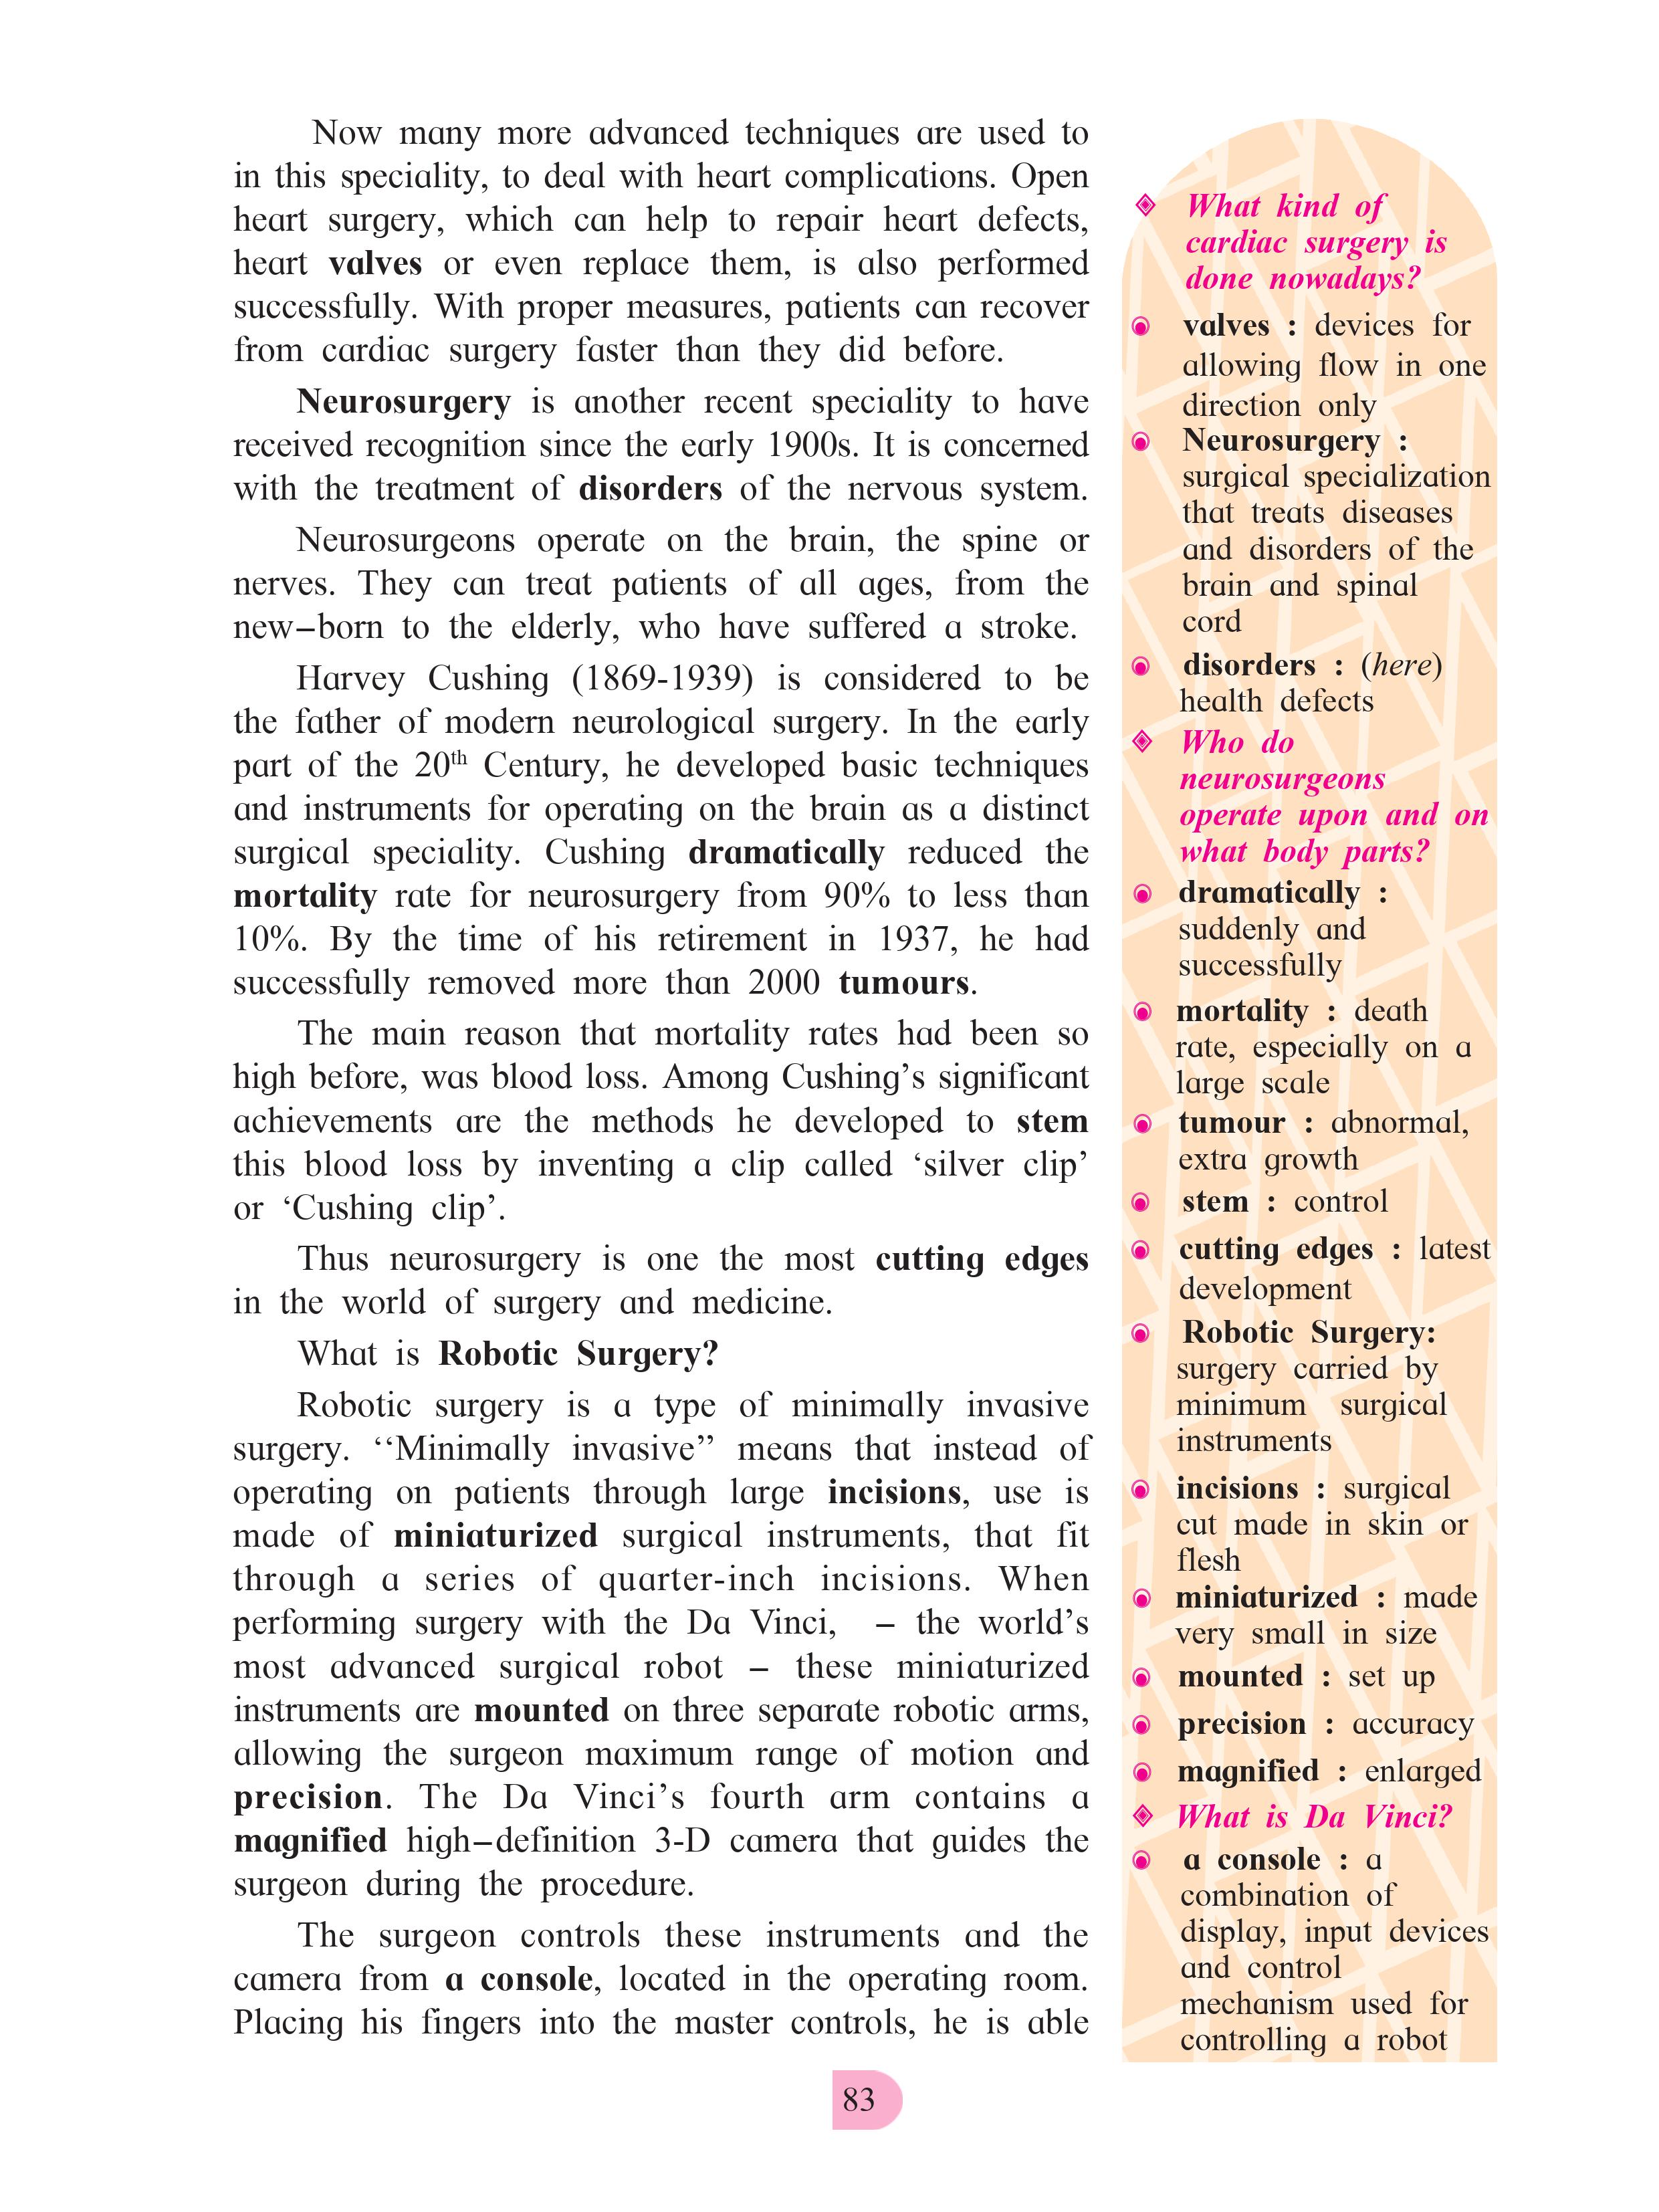 Now many more advanced techniques are used to
in this speciality, to deal with heart complications. Open
heart surgery, which can help to repair heart defects,
heart valves or even replace them, is also performed
successfully. With proper measures, patients can recover
from cardiac surgery faster than they did before.
Neurosurgery is another recent speciality to have
received recognition since the early 1900s. It is concerned
with the treatment of disorders of the nervous system.
Neurosurgeons operate on the brain, the spine or
nerves. They can treat patients of all ages, from the
new–born to the elderly, who have suffered a stroke.
Harvey Cushing (1869-1939) is considered to be
the father of modern neurological surgery. In the early
part of the 20th Century, he developed basic techniques
and instruments for operating on the brain as a distinct
surgical speciality. Cushing dramatically reduced the
mortality rate for neurosurgery from 90% to less than
10%. By the time of his retirement in 1937, he had
successfully removed more than 2000 tumours.
The main reason that mortality rates had been so
high before, was blood loss. Among Cushing’s significant
achievements are the methods he developed to stem
this blood loss by inventing a clip called ‘silver clip’
or ‘Cushing clip’.
Thus neurosurgery is one the most cutting edges
in the world of surgery and medicine.
What is Robotic Surgery?
Robotic surgery is a type of minimally invasive
surgery. ‘‘Minimally invasive’’ means that instead of
operating on patients through large incisions, use is
made of miniaturized surgical instruments, that fit
through a series of quarter-inch incisions. When
performing surgery with the Da Vinci, – the world’s
most advanced surgical robot – these miniaturized
instruments are mounted on three separate robotic arms,
allowing the surgeon maximum range of motion and
precision. The Da Vinci’s fourth arm contains a
magnified high–definition 3-D camera that guides the
surgeon during the procedure.
The surgeon controls these instruments and the
camera from a console, located in the operating room.
Placing his fingers into the master controls, he is able
What kind of
cardiac surgery is
done nowadays?
valves : devices for
allowing flow in one
direction only
Neurosurgery :
surgical specialization
that treats diseases
and disorders of the
brain and spinal
cord
disorders : (here)
health defects
Who do
neurosurgeons
operate upon and on
what body parts?
dramatically :
suddenly and
successfully
mortality : death
rate, especially on a
large scale
tumour : abnormal,
extra growth
stem : control
cutting edges : latest
development
Robotic Surgery:
surgery carried by
minimum surgical
instruments
incisions : surgical
cut made in skin or
flesh
miniaturized : made
very small in size
mounted : set up
precision : accuracy
magnified : enlarged
What is Da Vinci?
a console : a
combination of
display, input devices
and control
mechanism used for
controlling a robot
83